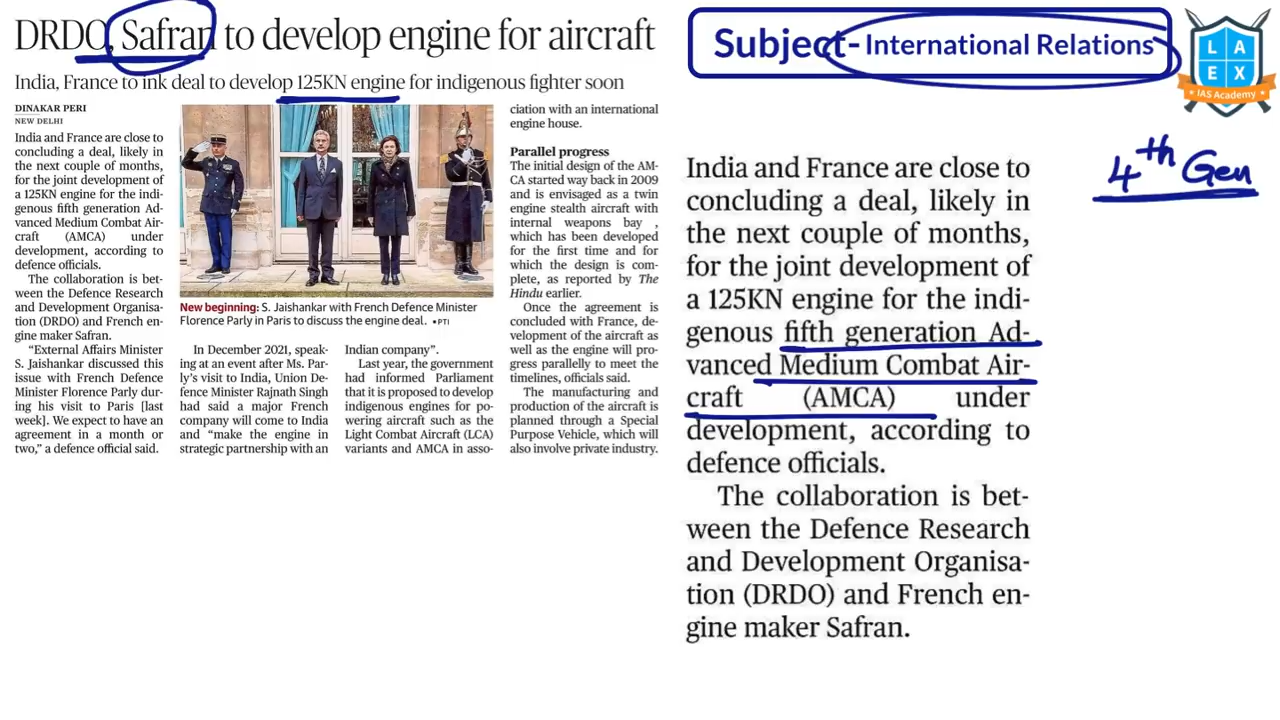 DRDO, Safran to develop engine for aircraft
India, France to ink deal to develop 125KN engine for indigenous fighter soon
DINAKAR PERI
NEW DELHI
India and France are close to
concluding a deal, likely in
the next couple of months,
for the joint development of
a 125KN engine for the indi-
genous fifth generation Ad-
vanced Medium Combat Air-
craft (AMCA) under
development, according to
defence officials.
The collaboration is bet-
ween the Defence Research
and Development Organisa-
tion (DRDO) and French en-
gine maker Safran.
“External Affairs Minister
S. Jaishankar discussed this
issue with French Defence
Minister Florence Parly dur-
ing his visit to Paris [last
week]. We expect to have an
agreement in a month or
two,” a defence official said.
New beginning: S. Jaishankar with French Defence Minister
Florence Parly in Paris to discuss the engine deal. •PTI
In December 2021, speak-
ing at an event after Ms. Par-
ly’s visit to India, Union De-
fence Minister Rajnath Singh
had said a major French
company will come to India
and “make the engine in
strategic partnership with an
Indian company”.
Last year, the government
had informed Parliament
that it is proposed to develop
indigenous engines for po-
wering aircraft such as the
Light Combat Aircraft (LCA)
variants and AMCA in asso-
ciation with an international
engine house.
Parallel progress
The initial design of the AM-
CA started way back in 2009
and is envisaged as a twin
engine stealth aircraft with
internal weapons bay ,
which has been developed
for the first time and for
which the design is com-
plete, as reported by The
Hindu earlier.
Once the agreement is
concluded with France, de-
velopment of the aircraft as
well as the engine will pro-
gress parallely to meet the
timelines, officials said.
The manufacturing and
production of the aircraft is
planned through a Special
Purpose Vehicle, which will
also involve private industry.
Subject- International Relations
L A
E X
IAS Academy
4th Gen
India and France are close to
concluding a deal, likely in
the next couple of months,
for the joint development of
a 125KN engine for the indi-
genous fifth generation Ad-
vanced Medium Combat Air-
craft (AMCA) under
development, according to
defence officials.
The collaboration is bet-
ween the Defence Research
and Development Organisa-
tion (DRDO) and French en-
gine maker Safran.